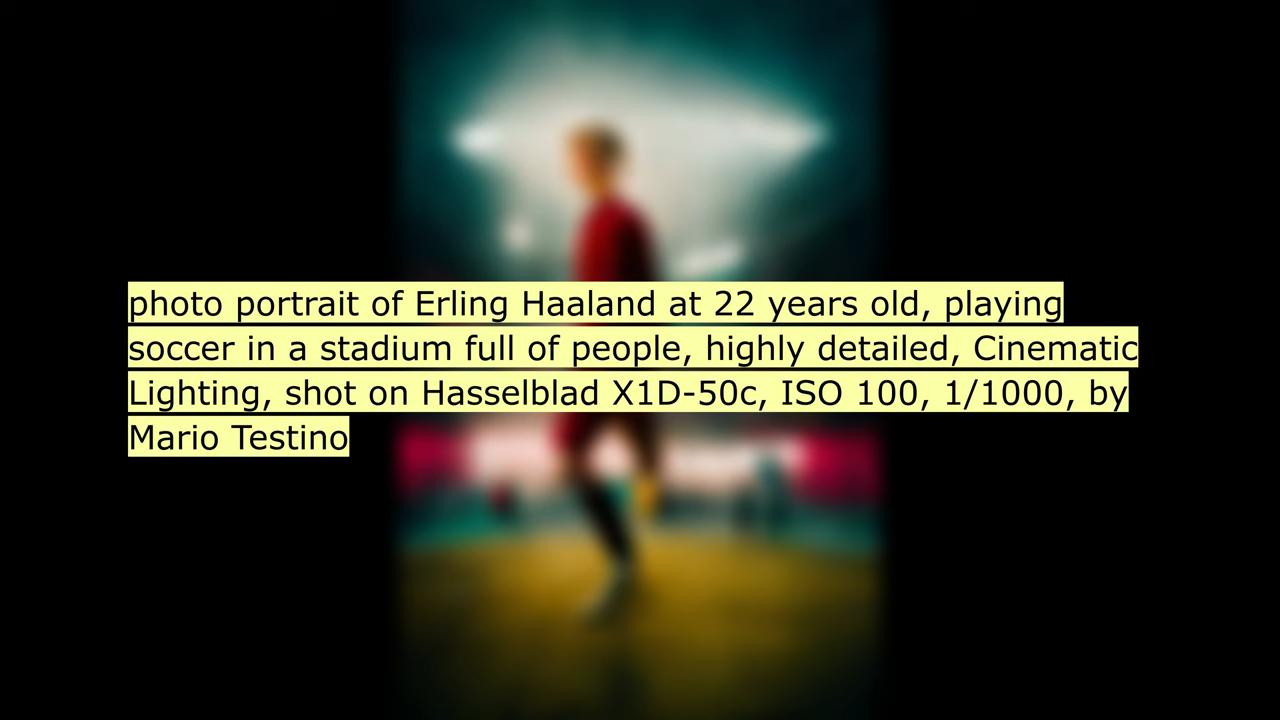 photo portrait of Erling Haaland at 22 years old, playing
soccer in a stadium full of people, highly detailed, Cinematic
Lighting, shot on Hasselblad X1D-50c, ISO 100, 1/1000, by
Mario Testino